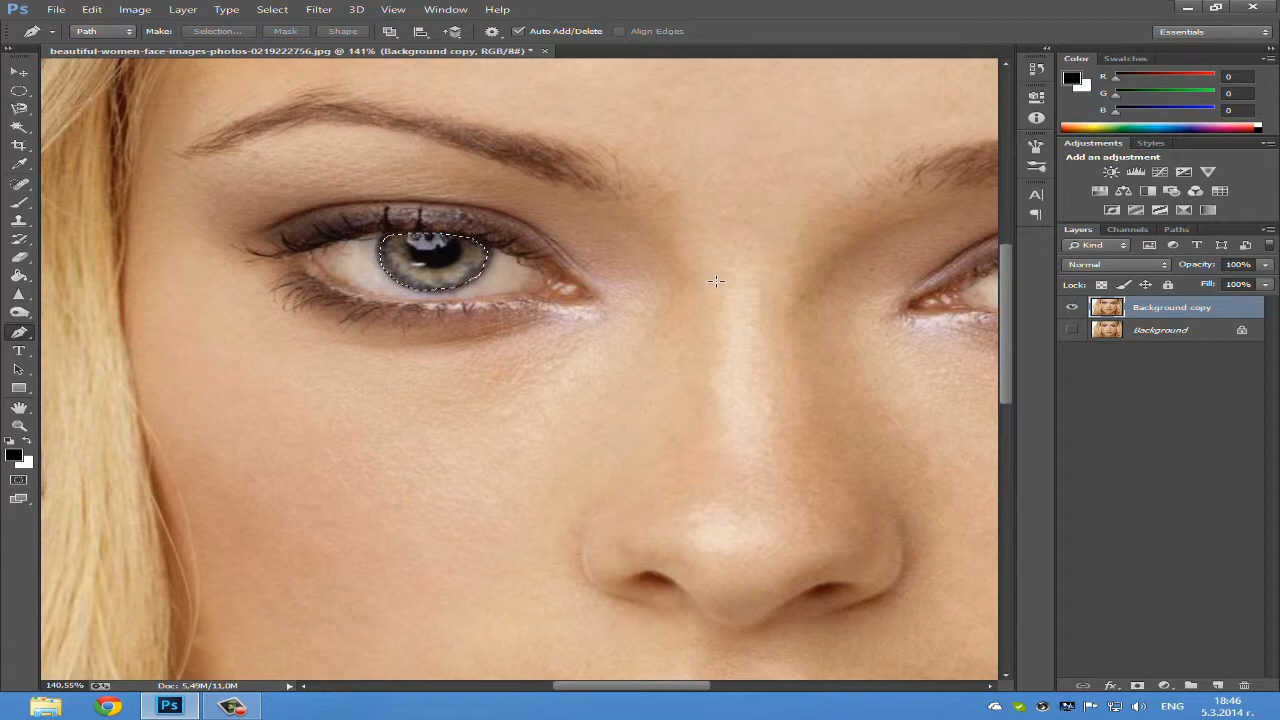 Ps File Edit Image Layer Type Select Filter 3D View Window Help
Path Make: Selection... Mask Shape Auto Add/Delete Align Edges Essentials
beautiful-women-face-images-photos-0219222756.jpg @ 141% (Background copy, RGB/8#) *
Color Swatches
R 0
G 0
B 0
Adjustments Styles
Add an adjustment
Layers Channels Paths
Kind
Normal Opacity: 100%
Lock: Fill: 100%
Background copy
Background
140,55% Doc: 5,49M/11,0M
Ps ENG 18:46
5.3.2014 г.